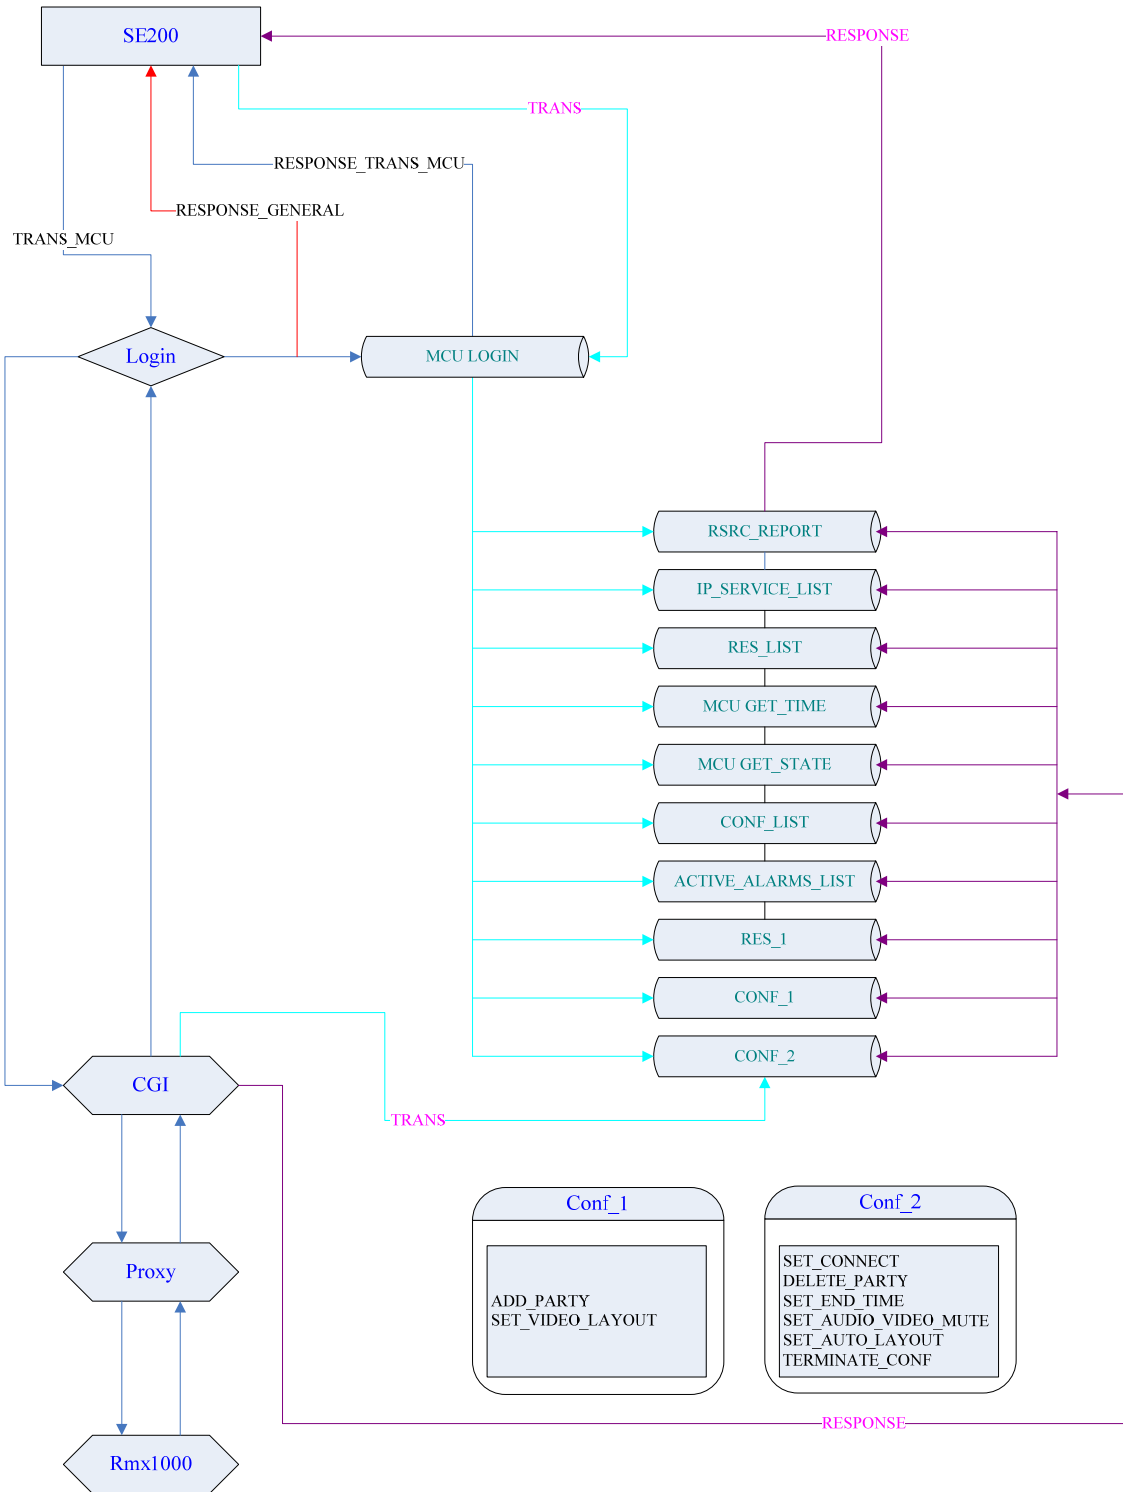 SE200
RESPONSE
TRANS
RESPONSE_TRANS_MCU
RESPONSE_GENERAL
TRANS_MCU
Login
MCU LOGIN
RSRC_REPORT
IP_SERVICE_LIST
RES_LIST
MCU GET_TIME
MCU GET_STATE
CONF_LIST
ACTIVE_ALARMS_LIST
RES_1
CONF_1
CONF_2
CGI
TRANS
Conf_1
Conf_2
Proxy
ADD_PARTY
SET_VIDEO_LAYOUT
SET_CONNECT
DELETE_PARTY
SET_END_TIME
SET_AUDIO_VIDEO_MUTE
SET_AUTO_LAYOUT
TERMINATE_CONF
RESPONSE
Rmx1000